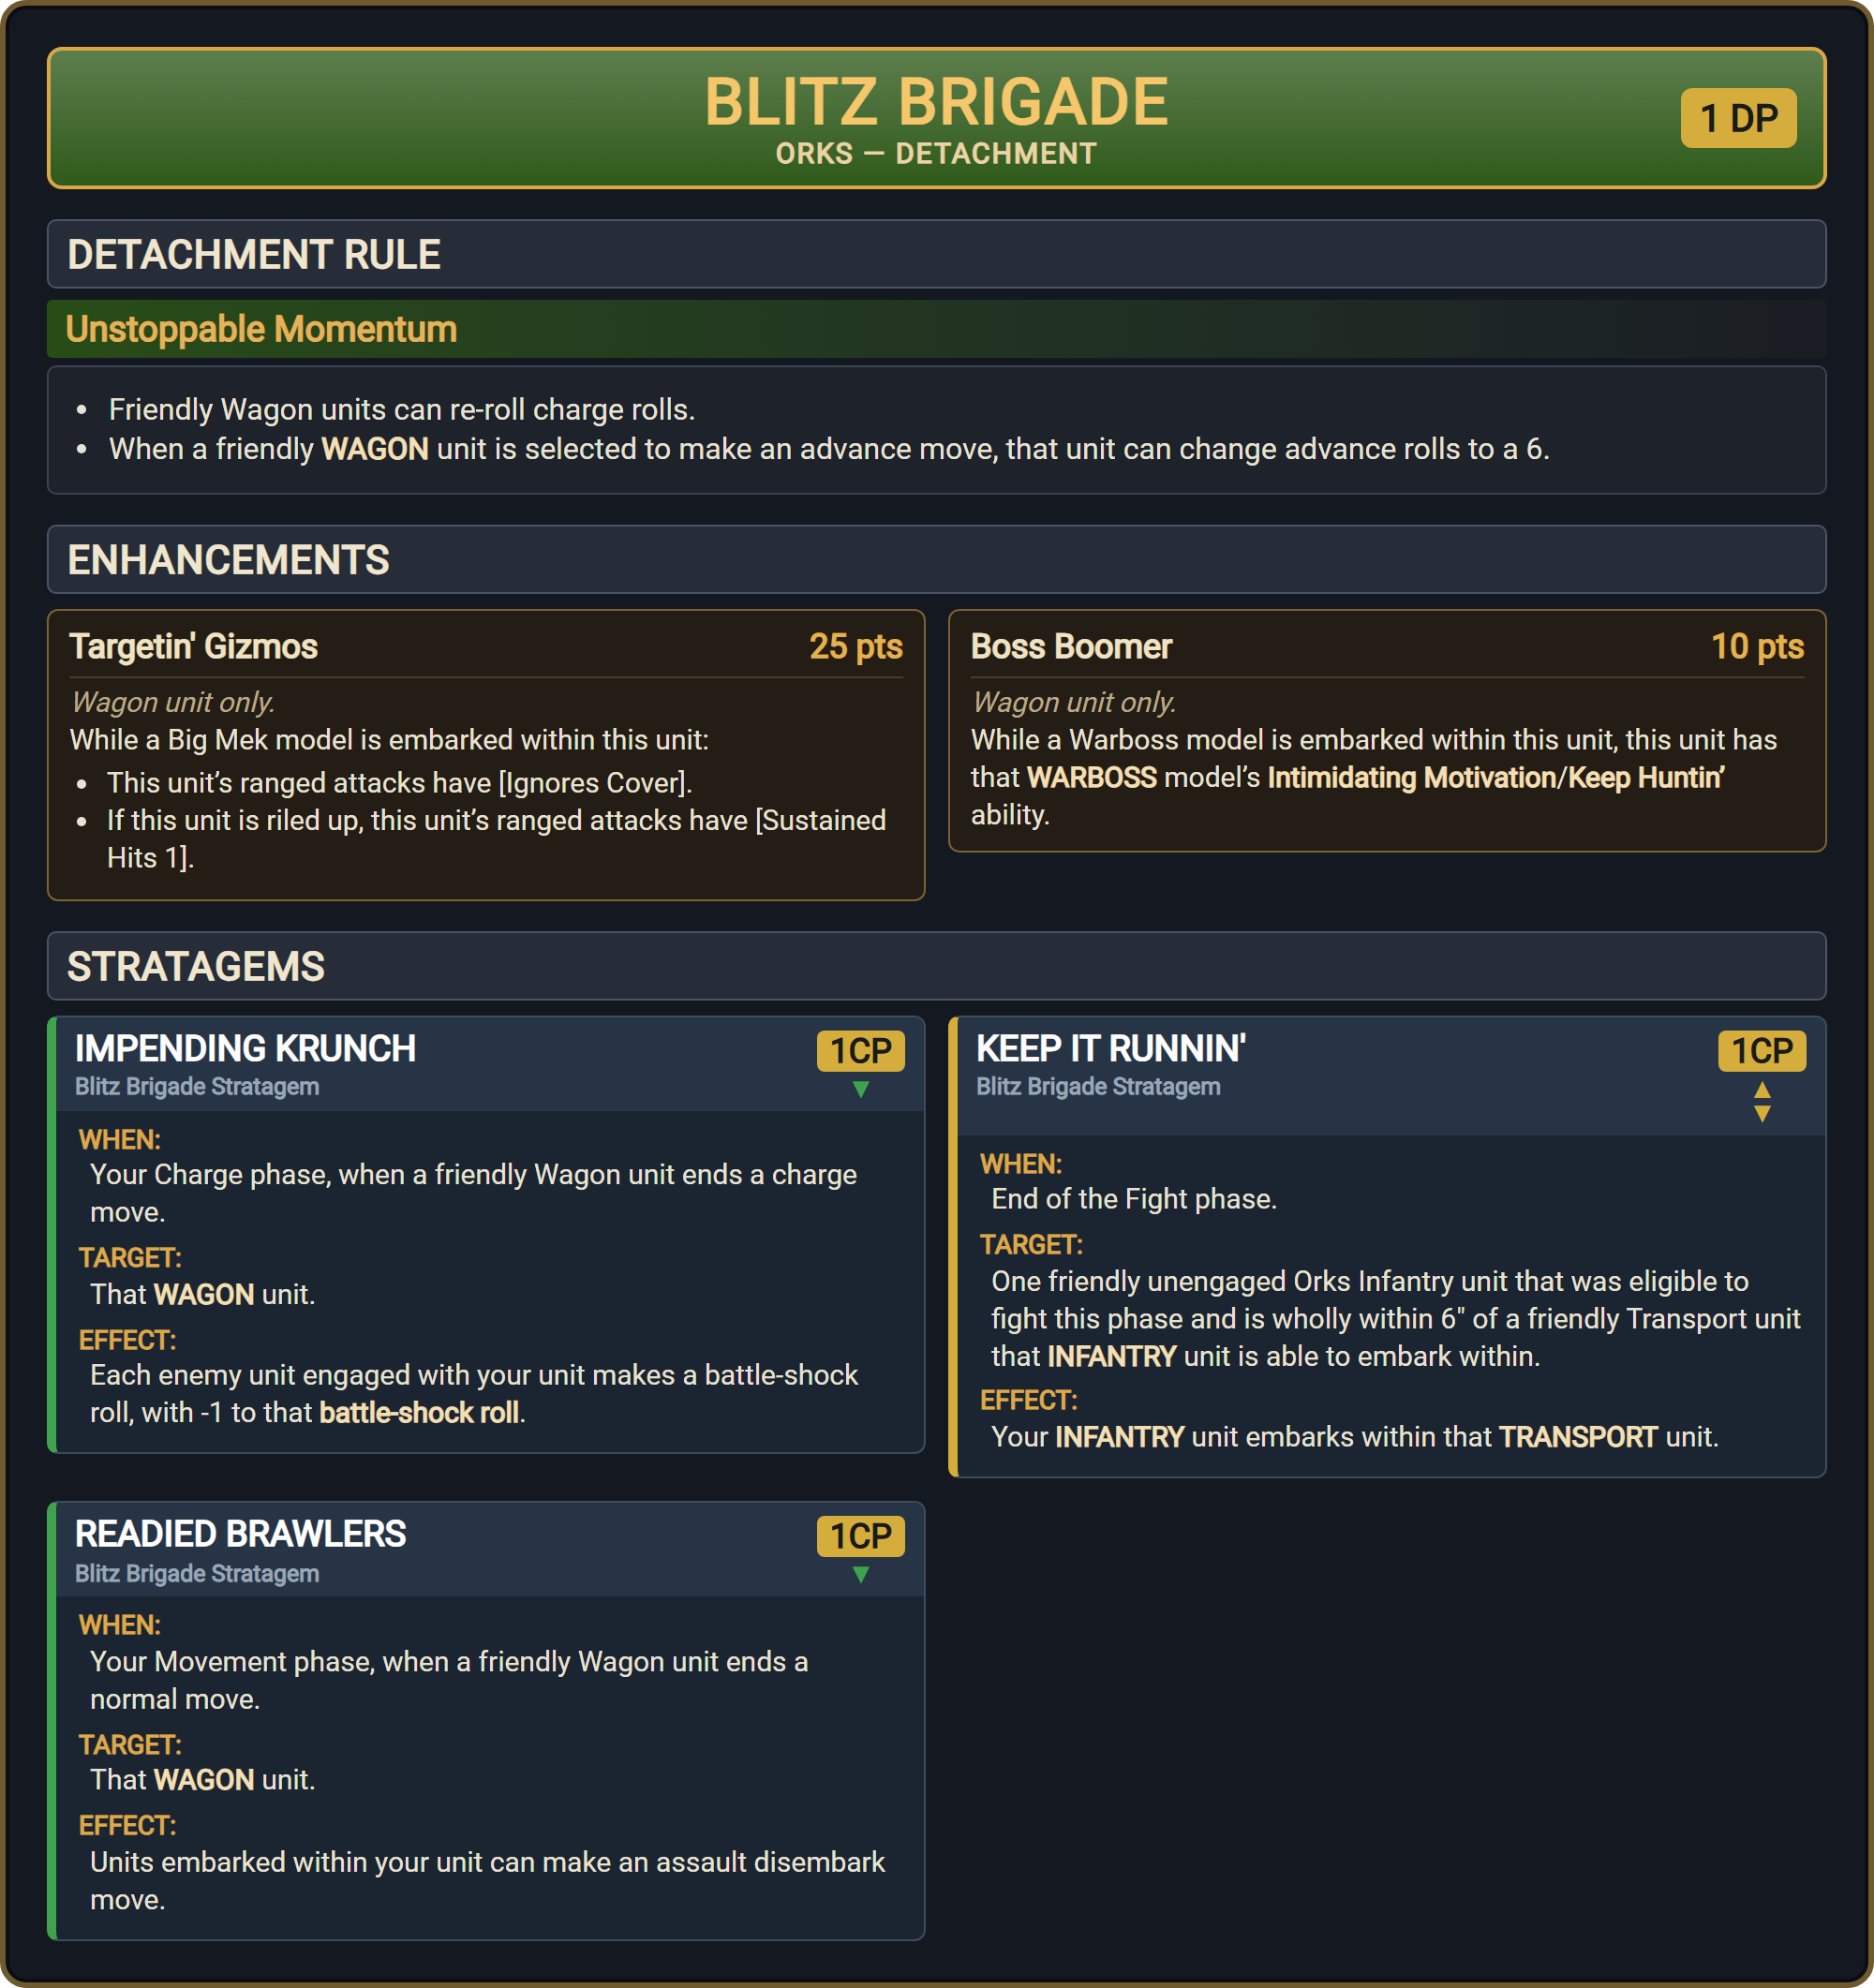 BLITZ BRIGADE
ORKS — DETACHMENT
1 DP
DETACHMENT RULE
Unstoppable Momentum
• Friendly Wagon units can re-roll charge rolls.
• When a friendly WAGON unit is selected to make an advance move, that unit can change advance rolls to a 6.
ENHANCEMENTS
Targetin' Gizmos 25 pts
Wagon unit only.
While a Big Mek model is embarked within this unit:
• This unit’s ranged attacks have [Ignores Cover].
• If this unit is riled up, this unit’s ranged attacks have [Sustained
Hits 1].
Boss Boomer 10 pts
Wagon unit only.
While a Warboss model is embarked within this unit, this unit has
that WARBOSS model’s Intimidating Motivation/Keep Huntin’
ability.
STRATAGEMS
IMPENDING KRUNCH 1CP
Blitz Brigade Stratagem ▼
WHEN:
Your Charge phase, when a friendly Wagon unit ends a charge
move.
TARGET:
That WAGON unit.
EFFECT:
Each enemy unit engaged with your unit makes a battle-shock
roll, with -1 to that battle-shock roll.
KEEP IT RUNNIN' 1CP
Blitz Brigade Stratagem ▲
▼
WHEN:
End of the Fight phase.
TARGET:
One friendly unengaged Orks Infantry unit that was eligible to
fight this phase and is wholly within 6" of a friendly Transport unit
that INFANTRY unit is able to embark within.
EFFECT:
Your INFANTRY unit embarks within that TRANSPORT unit.
READIED BRAWLERS 1CP
Blitz Brigade Stratagem ▼
WHEN:
Your Movement phase, when a friendly Wagon unit ends a
normal move.
TARGET:
That WAGON unit.
EFFECT:
Units embarked within your unit can make an assault disembark
move.